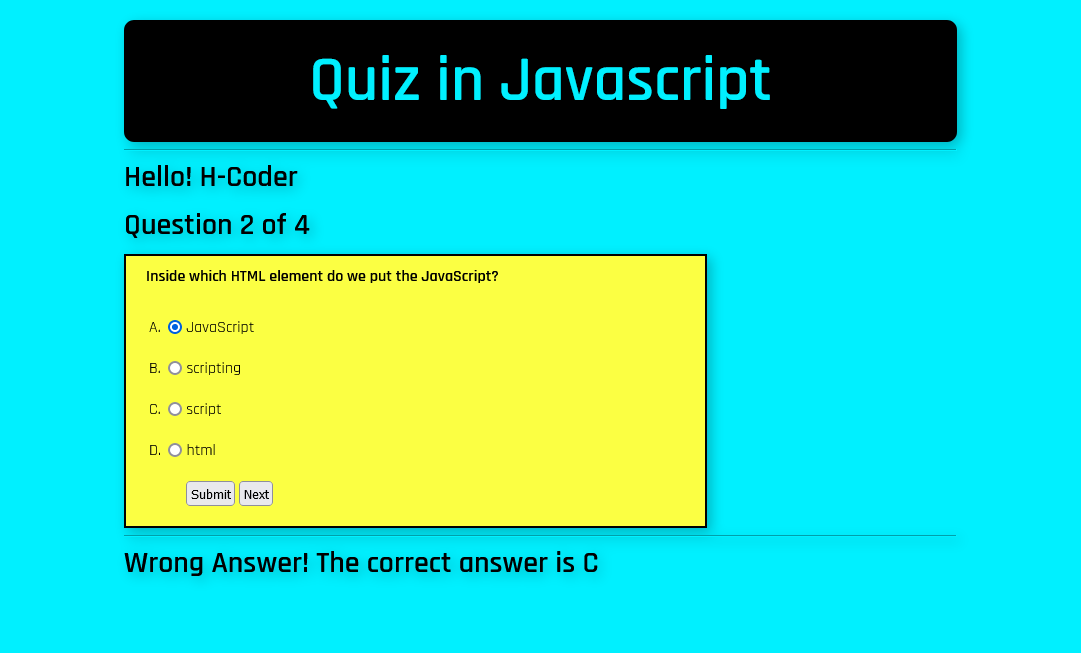 Quiz in Javascript
Hello! H-Coder
Question 2 of 4
Inside which HTML element do we put the JavaScript?
A. JavaScript
B. scripting
C. script
D. html
Submit Next
Wrong Answer! The correct answer is C